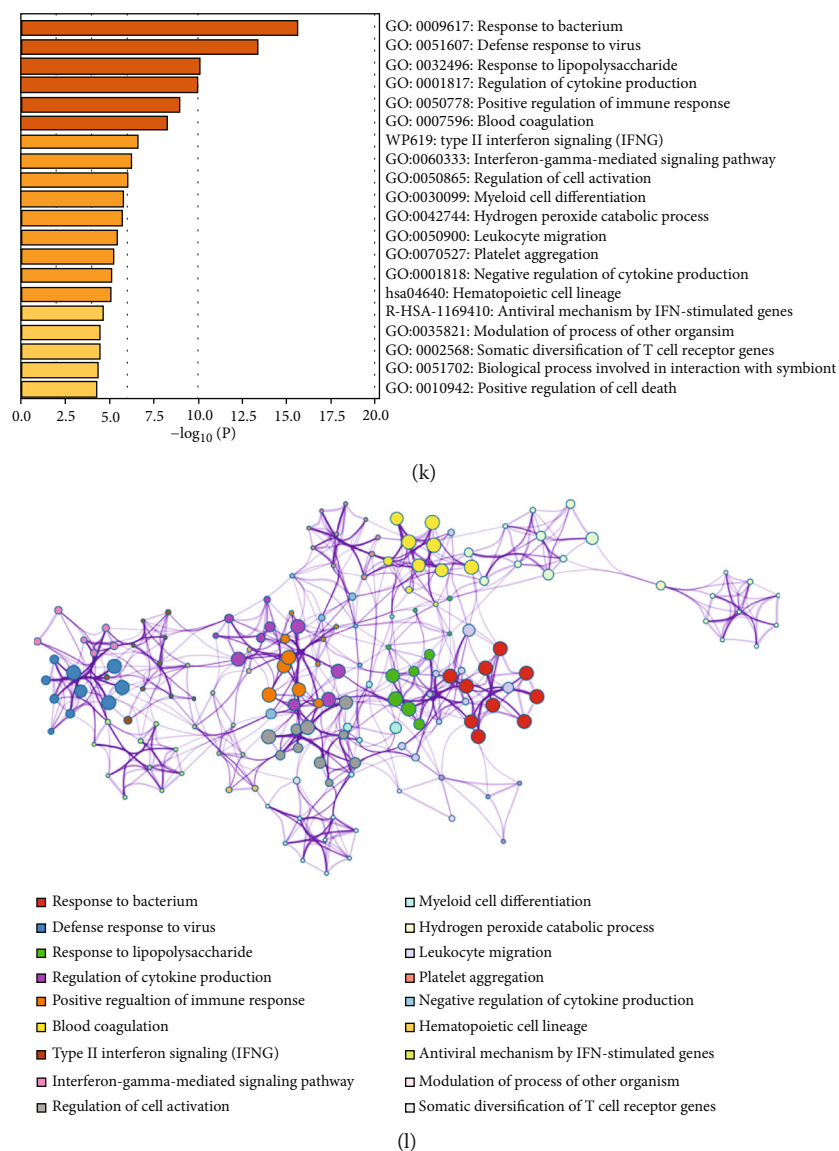 GO: 0009617: Response to bacterium
GO: 0051607: Defense response to virus
GO: 0032496: Response to lipopolysaccharide
GO: 0001817: Regulation of cytokine production
GO: 0050778: Positive regulation of immune response
GO: 0007596: Blood coagulation
WP619: type II interferon signaling (IFNG)
GO:0060333: Interferon-gamma-mediated signaling pathway
GO:0050865: Regulation of cell activation
GO:0030099: Myeloid cell differentiation
GO:0042744: Hydrogen peroxide catabolic process
GO:0050900: Leukocyte migration
GO:0070527: Platelet aggregation
GO:0001818: Negative regulation of cytokine production
hsa04640: Hematopoietic cell lineage
R-HSA-1169410: Antiviral mechanism by IFN-stimulated genes
GO:0035821: Modulation of process of other organsim
GO: 0002568: Somatic diversification of T cell receptor genes
GO: 0051702: Biological process involved in interaction with symbiont
GO: 0010942: Positive regulation of cell death
0.0 2.5 5.0 7.5 10.0 12.5 15.0 17.5 20.0
−log10 (P)
(k)
Response to bacterium
Defense response to virus
Response to lipopolysaccharide
Regulation of cytokine production
Positive regualtion of immune response
Blood coagulation
Type II interferon signaling (IFNG)
Interferon-gamma-mediated signaling pathway
Regulation of cell activation
Myeloid cell differentiation
Hydrogen peroxide catabolic process
Leukocyte migration
Platelet aggregation
Negative regulation of cytokine production
Hematopoietic cell lineage
Antiviral mechanism by IFN-stimulated genes
Modulation of process of other organism
Somatic diversification of T cell receptor genes
(l)